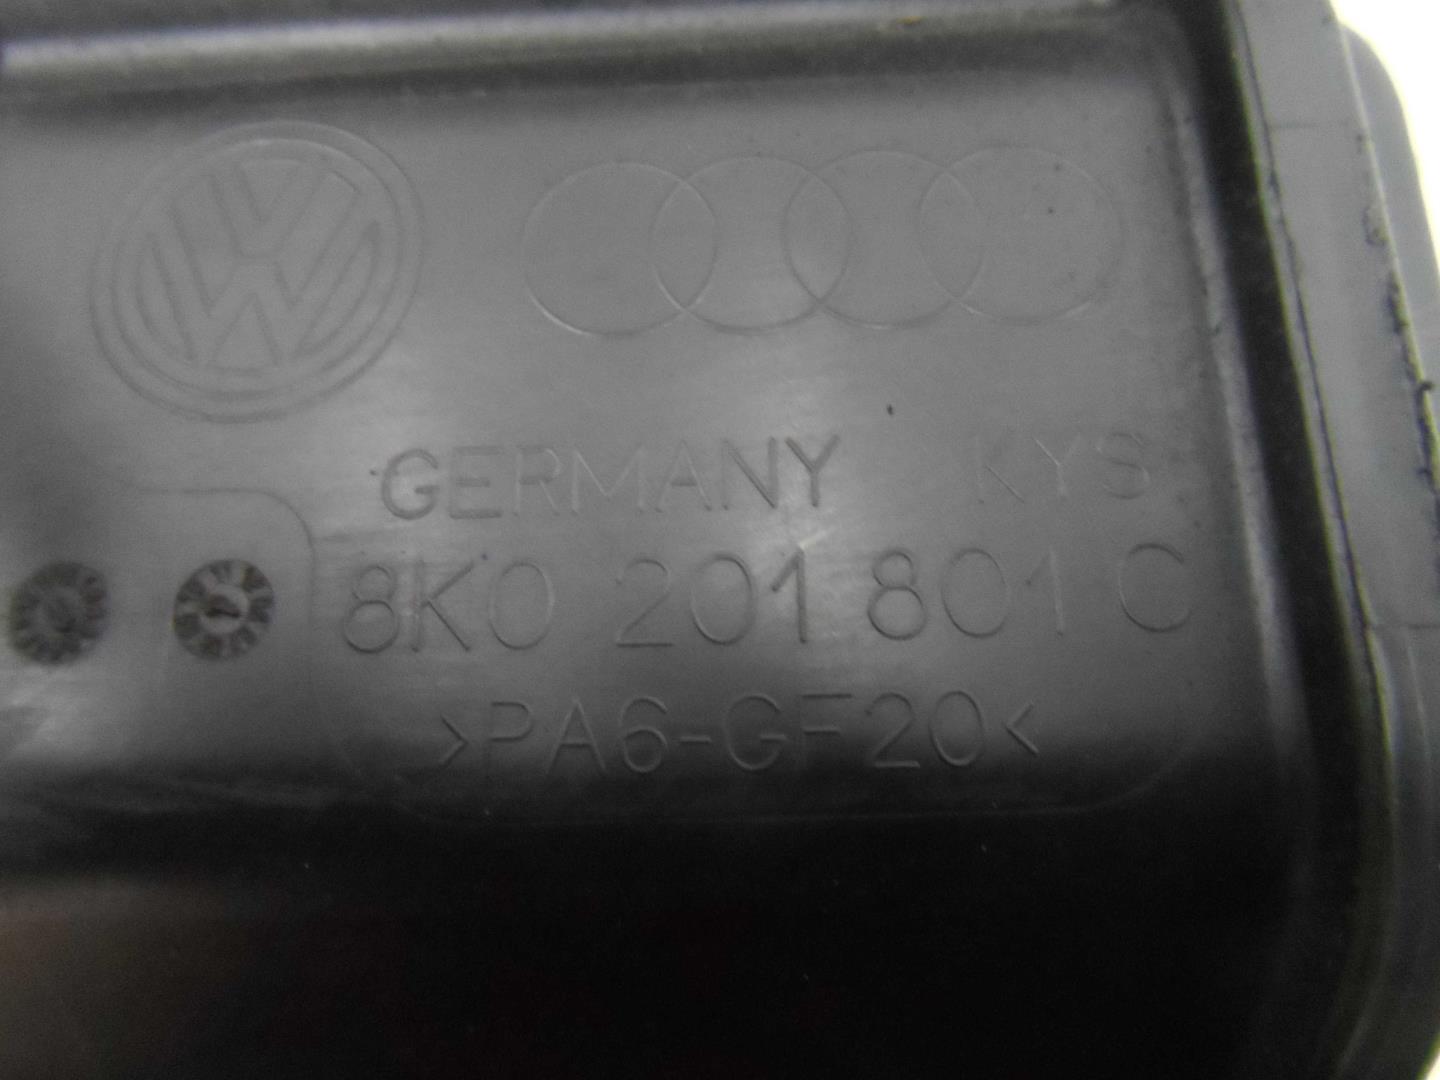 GERMANY KYS
8K0 201 801 C
>PA6-GF20<